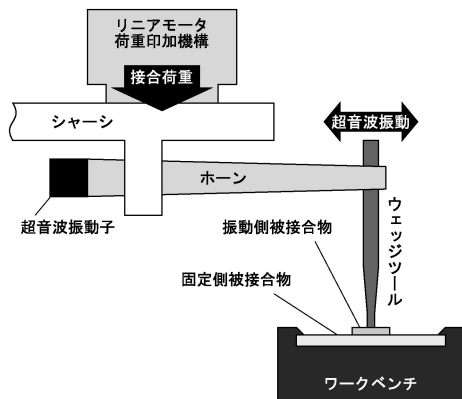 リニアモータ
荷重印加機構
接合荷重
シャーシ
超音波振動
ホーン
超音波振動子
ウェッジツール
振動側被接合物
固定側被接合物
ワークベンチ